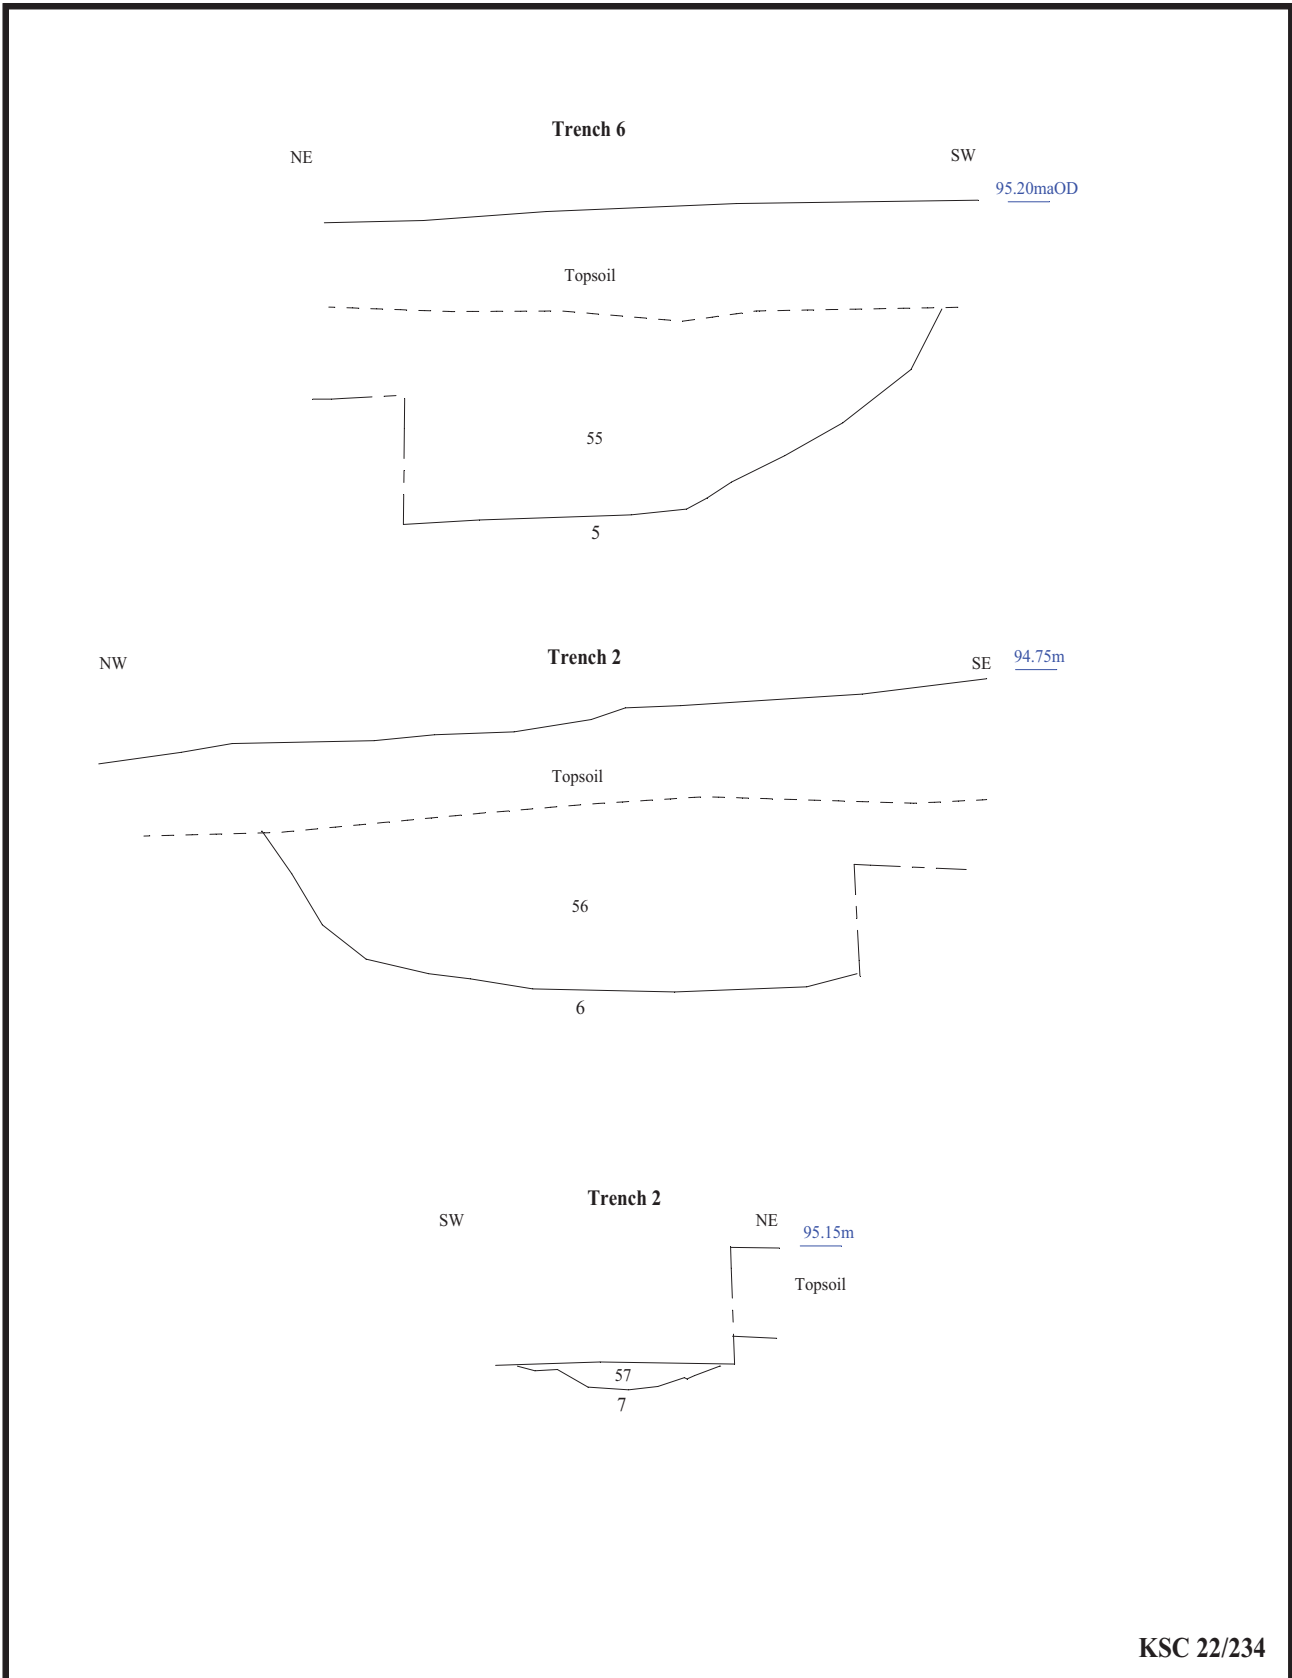 Trench 6
NE
SW
95.20maOD
Topsoil
55
5
Trench 2
NW
SE
94.75m
Topsoil
56
6
Trench 2
SW
NE
95.15m
Topsoil
57
7
KSC 22/234